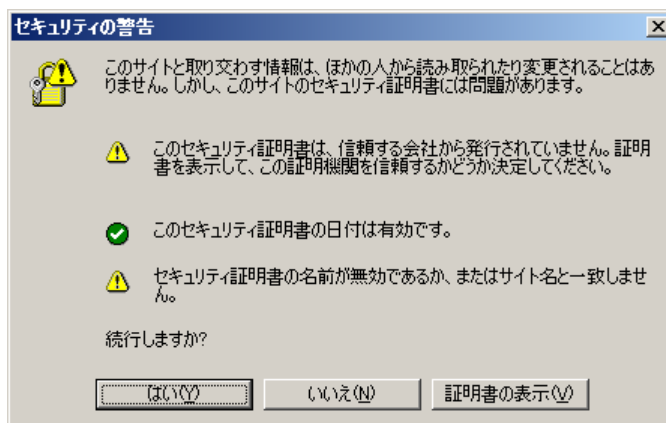 セキュリティの警告
このサイトと取り交わす情報は、ほかの人から読み取られたり変更されることはあ
りません。しかし、このサイトのセキュリティ証明書には問題があります。
このセキュリティ証明書は、信頼する会社から発行されていません。証明
書を表示して、この証明機関を信頼するかどうか決定してください。
このセキュリティ証明書の日付は有効です。
セキュリティ証明書の名前が無効であるか、またはサイト名と一致しませ
ん。
続行しますか?
はい(Y) いいえ(N) 証明書の表示(V)